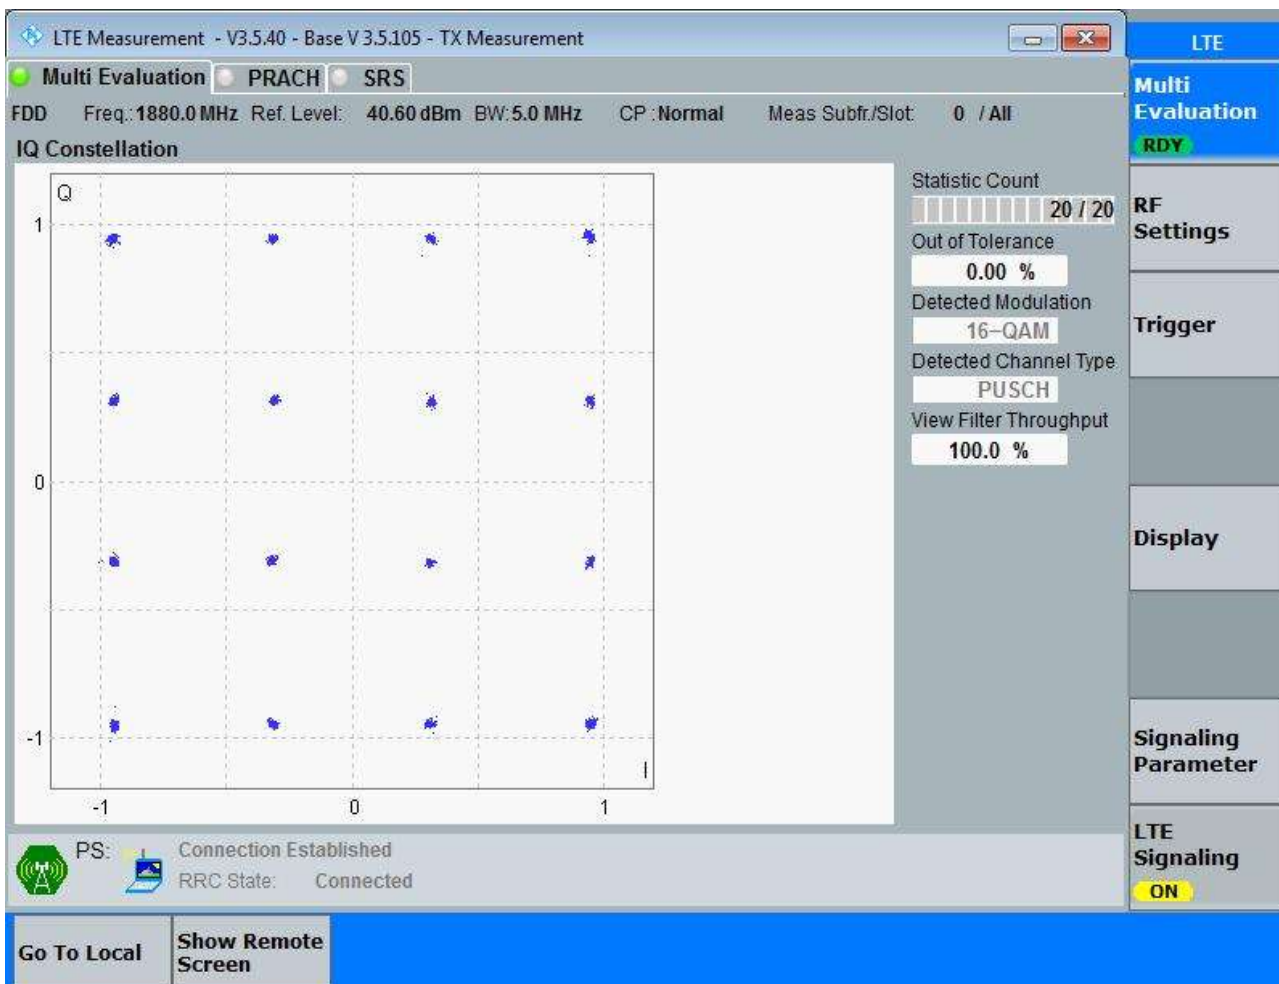 LTE Measurement - V3.5.40 - Base V 3.5.105 - TX Measurement
LTE
Multi Evaluation PRACH SRS
FDD Freq.: 1880.0 MHz Ref. Level: 40.60 dBm BW: 5.0 MHz CP : Normal Meas Subfr./Slot: 0 / All
IQ Constellation
Q
1
0
-1
I
-1 0 1
Statistic Count
20 / 20
Out of Tolerance
0.00 %
Detected Modulation
16-QAM
Detected Channel Type
PUSCH
View Filter Throughput
100.0 %
Multi
Evaluation
RDY
RF
Settings
Trigger
Display
Signaling
Parameter
LTE
Signaling
ON
PS: Connection Established
RRC State: Connected
Go To Local
Show Remote
Screen